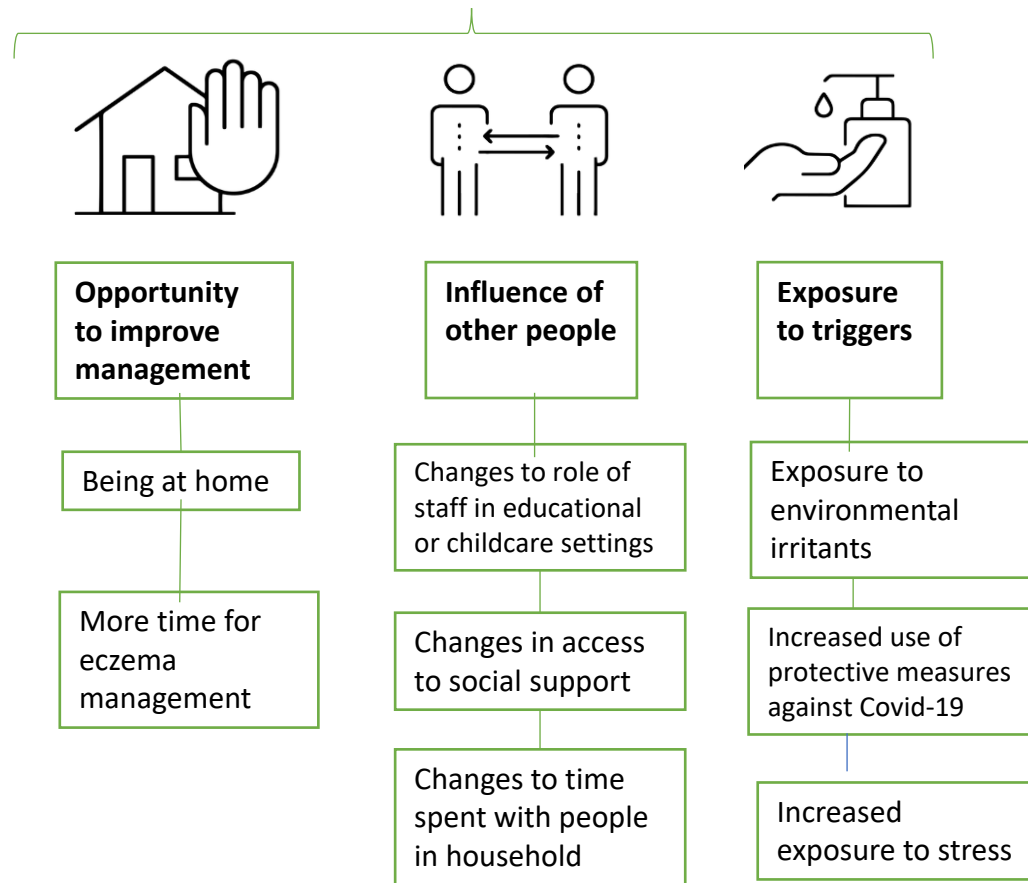 Opportunity
to improve
management
Being at home
More time for
eczema
management
Influence of
other people
Changes to role of
staff in educational
or childcare settings
Changes in access
to social support
Changes to time
spent with people
in household
Exposure
to triggers
Exposure to
environmental
irritants
Increased use of
protective measures
against Covid-19
Increased
exposure to stress